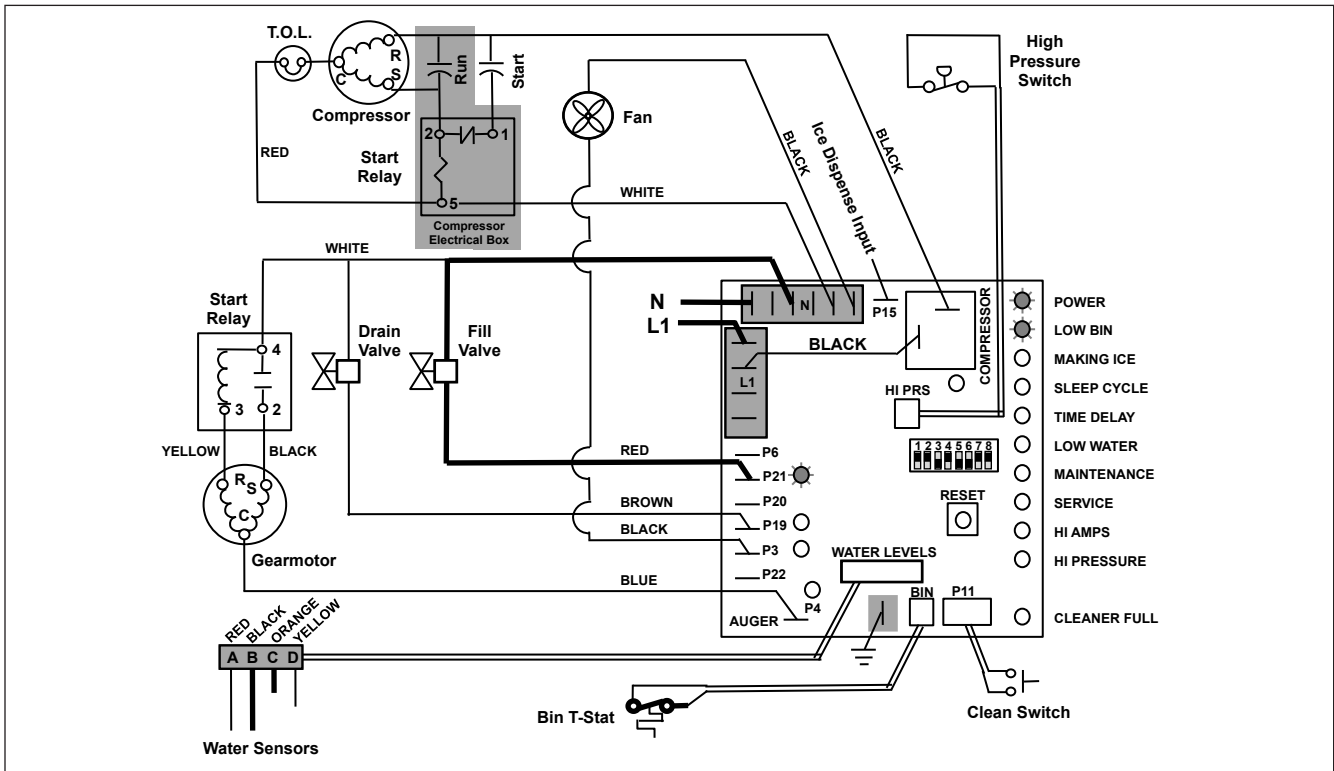 T.O.L.
R
S
C
Compressor
Run
Start
2
1
5
Start
Relay
Compressor
Electrical Box
RED
WHITE
Fan
BLACK
BLACK
Ice Dispense Input
High
Pressure
Switch
WHITE
Start
Relay
4
3
2
YELLOW
BLACK
R
S
C
Gearmotor
Drain
Valve
Fill
Valve
N
L1
N
P15
COMPRESSOR
BLACK
L1
HI PRS
1 2 3 4 5 6 7 8
RESET
RED
P6
P21
P20
BROWN
P19
BLACK
P3
P22
BLUE
P4
AUGER
WATER LEVELS
BIN
P11
POWER
LOW BIN
MAKING ICE
SLEEP CYCLE
TIME DELAY
LOW WATER
MAINTENANCE
SERVICE
HI AMPS
HI PRESSURE
CLEANER FULL
RED
BLACK
ORANGE
YELLOW
A B C D
Water Sensors
Bin T-Stat
Clean Switch